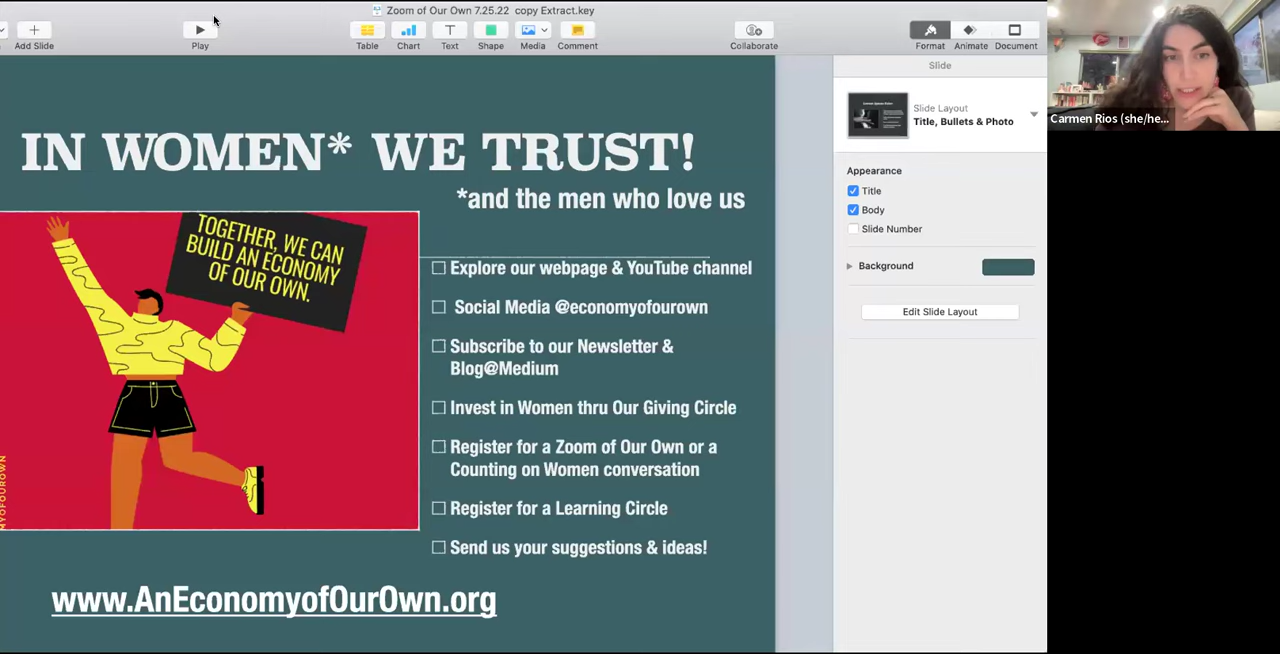 Zoom of Our Own 7.25.22 copy Extract.key
Add Slide
Play
Table
Chart
Text
Shape
Media
Comment
Collaborate
Format
Animate
Document
IN WOMEN* WE TRUST!
*and the men who love us
TOGETHER, WE CAN
BUILD AN ECONOMY
OF OUR OWN.
Explore our webpage & YouTube channel
Social Media @economyofourown
Subscribe to our Newsletter &
Blog@Medium
Invest in Women thru Our Giving Circle
Register for a Zoom of Our Own or a
Counting on Women conversation
Register for a Learning Circle
Send us your suggestions & ideas!
www.AnEconomyofOurOwn.org
MYOFOUROWN
Slide
Slide Layout
Title, Bullets & Photo
Appearance
Title
Body
Slide Number
Background
Edit Slide Layout
Carmen Rios (she/he...